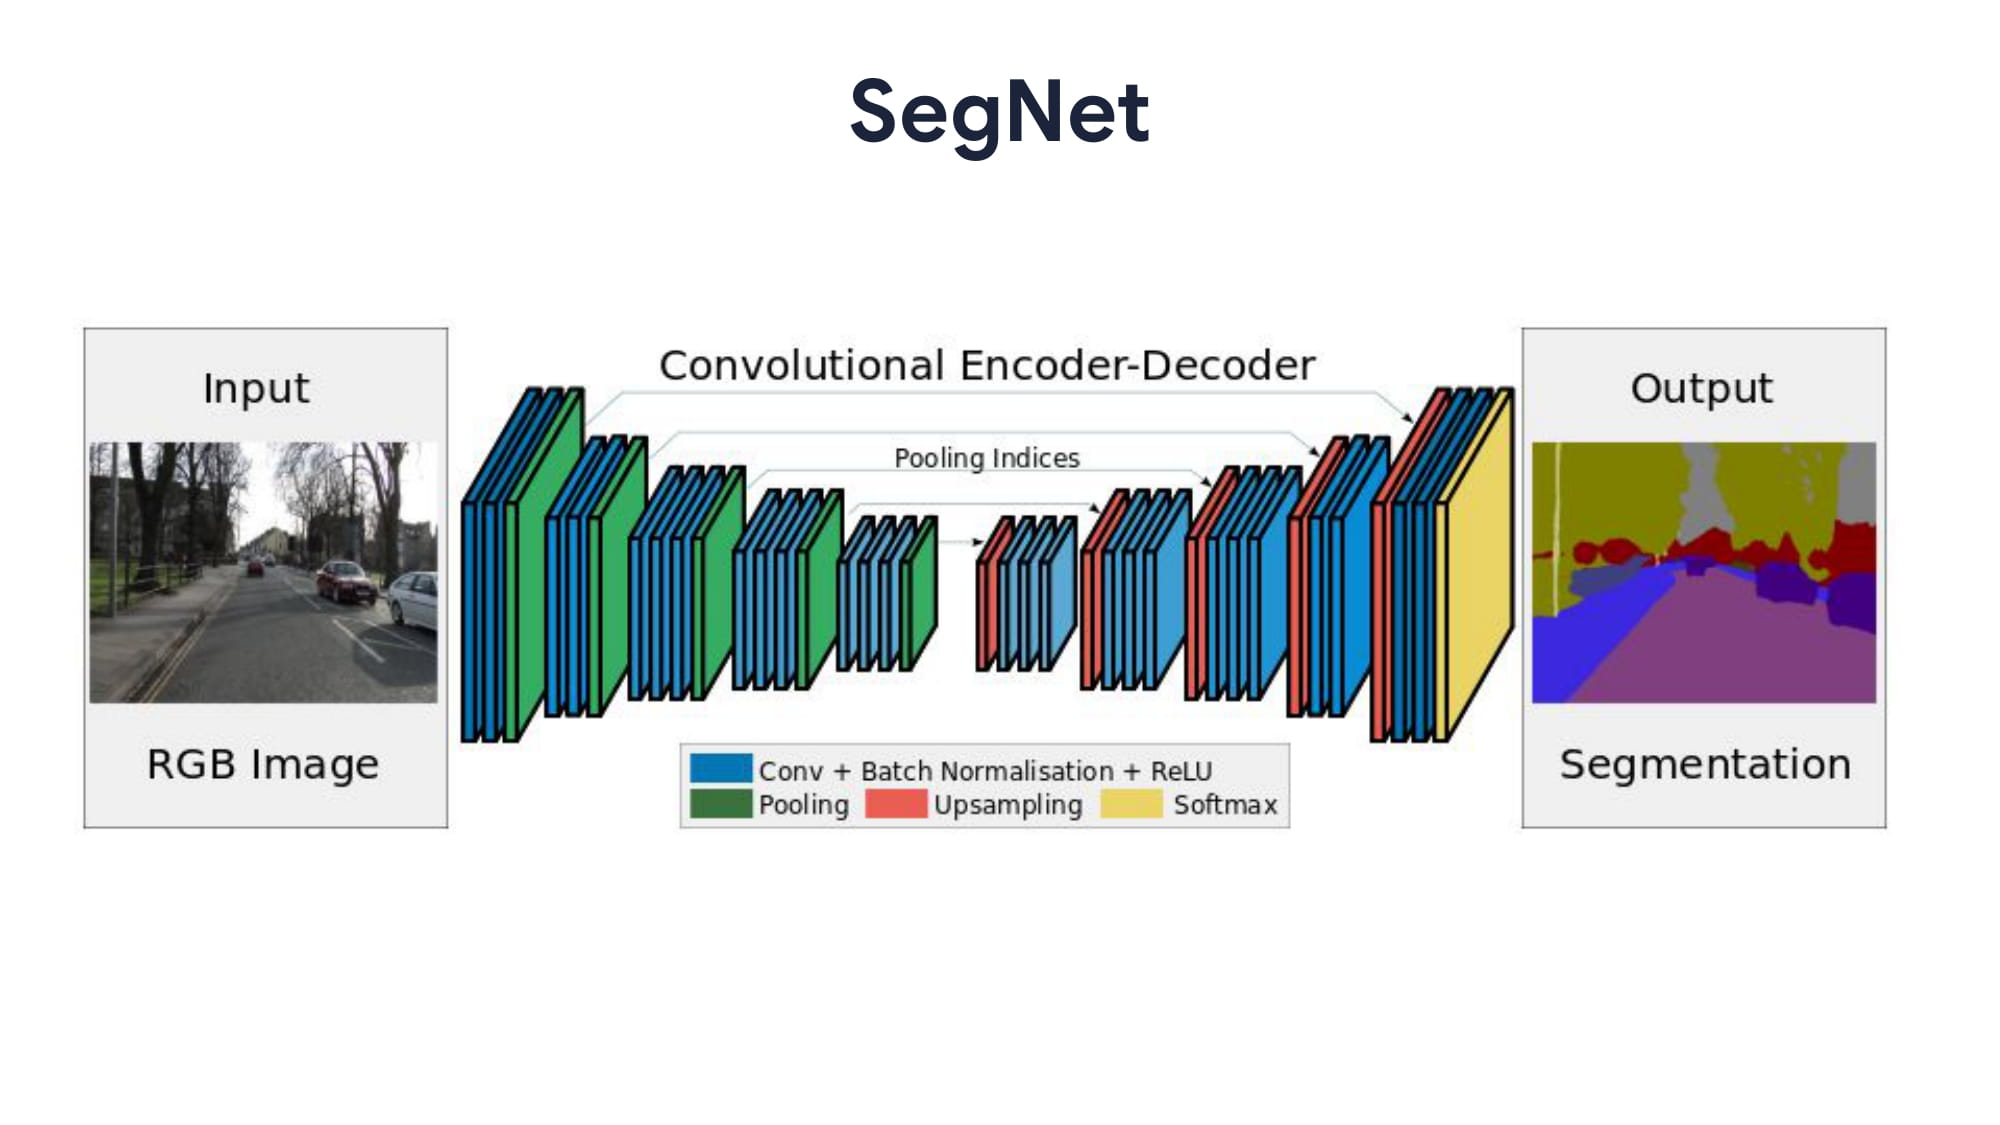 SegNet
Input
RGB Image
Convolutional Encoder-Decoder
Pooling Indices
Conv + Batch Normalisation + ReLU
Pooling Upsampling Softmax
Output
Segmentation